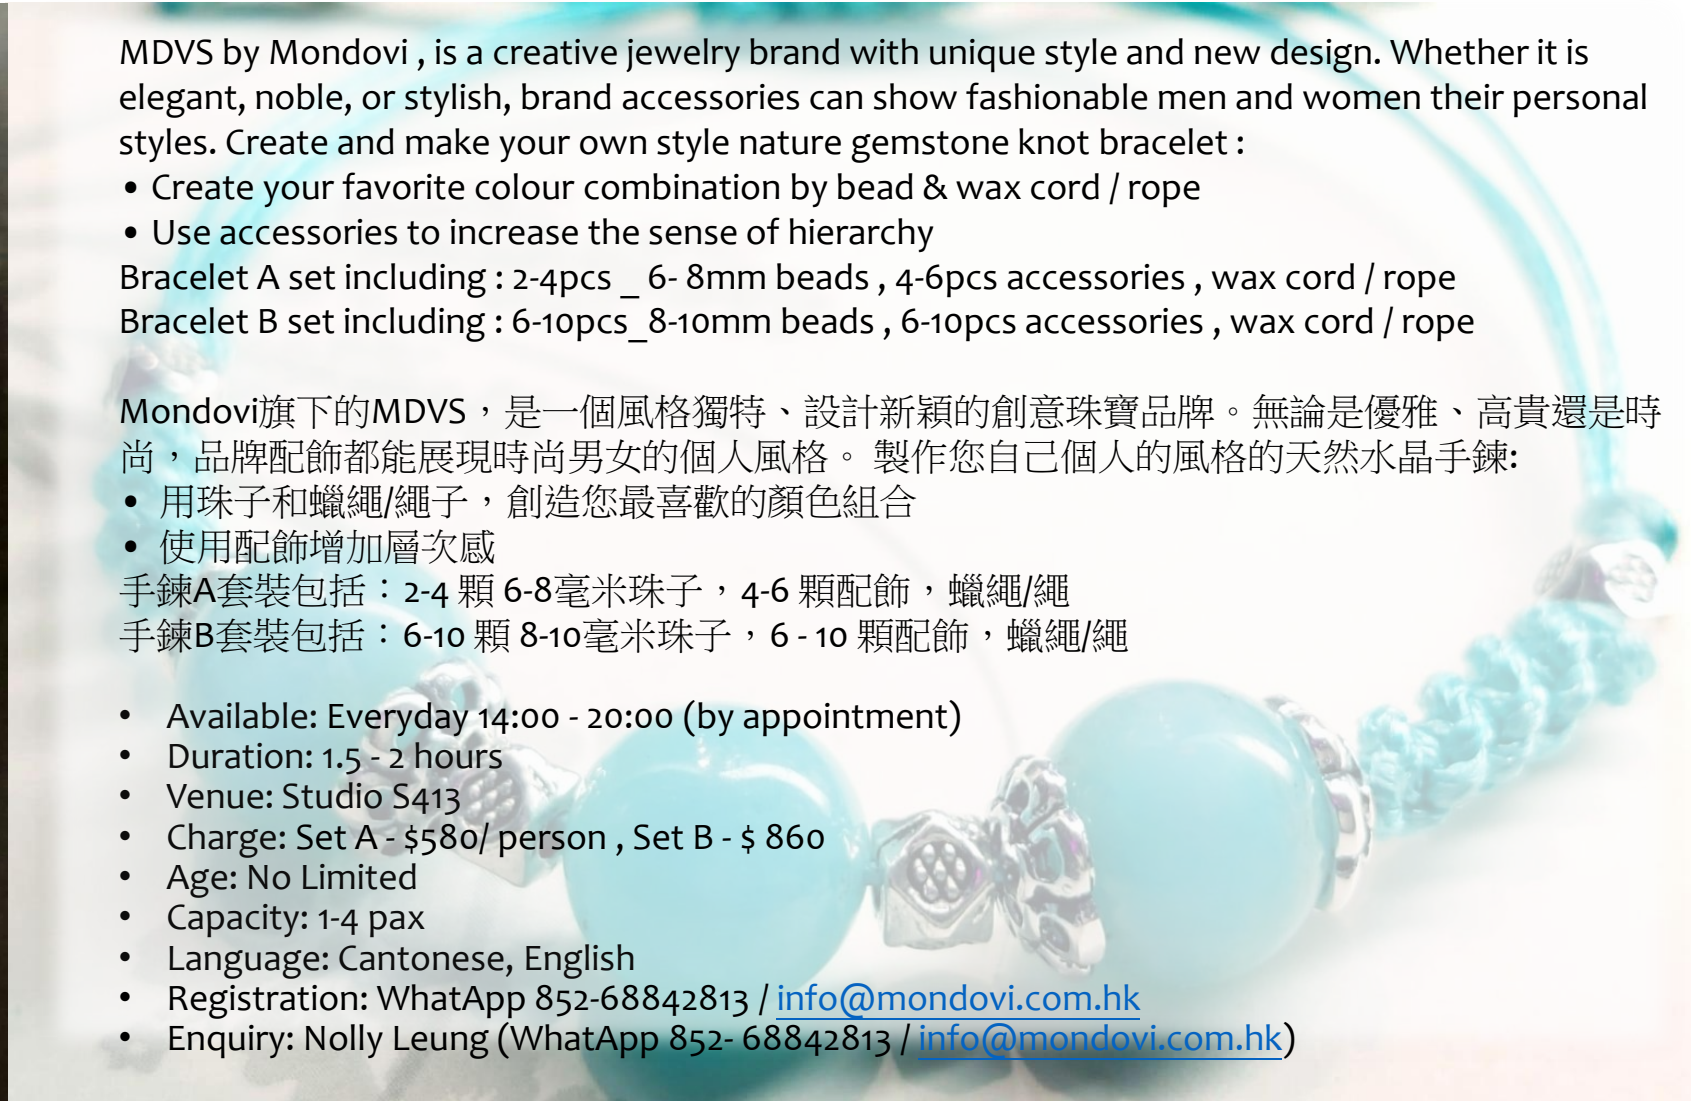 MDVS by Mondovi , is a creative jewelry brand with unique style and new design. Whether it is
elegant, noble, or stylish, brand accessories can show fashionable men and women their personal
styles. Create and make your own style nature gemstone knot bracelet :
• Create your favorite colour combination by bead & wax cord / rope
• Use accessories to increase the sense of hierarchy
Bracelet A set including : 2-4pcs _ 6- 8mm beads , 4-6pcs accessories , wax cord / rope
Bracelet B set including : 6-10pcs_8-10mm beads , 6-10pcs accessories , wax cord / rope
Mondovi旗下的MDVS，是一個風格獨特、設計新穎的創意珠寶品牌。無論是優雅、高貴還是時
尚，品牌配飾都能展現時尚男女的個人風格。 製作您自己個人的風格的天然水晶手鍊:
• 用珠子和蠟繩/繩子，創造您最喜歡的顏色組合
• 使用配飾增加層次感
手鍊A套裝包括：2-4 顆 6-8毫米珠子，4-6 顆配飾，蠟繩/繩
手鍊B套裝包括：6-10 顆 8-10毫米珠子，6 - 10 顆配飾，蠟繩/繩
• Available: Everyday 14:00 - 20:00 (by appointment)
• Duration: 1.5 - 2 hours
• Venue: Studio S413
• Charge: Set A - $580/ person , Set B - $ 860
• Age: No Limited
• Capacity: 1-4 pax
• Language: Cantonese, English
• Registration: WhatApp 852-68842813 / info@mondovi.com.hk
• Enquiry: Nolly Leung (WhatApp 852- 68842813 / info@mondovi.com.hk)